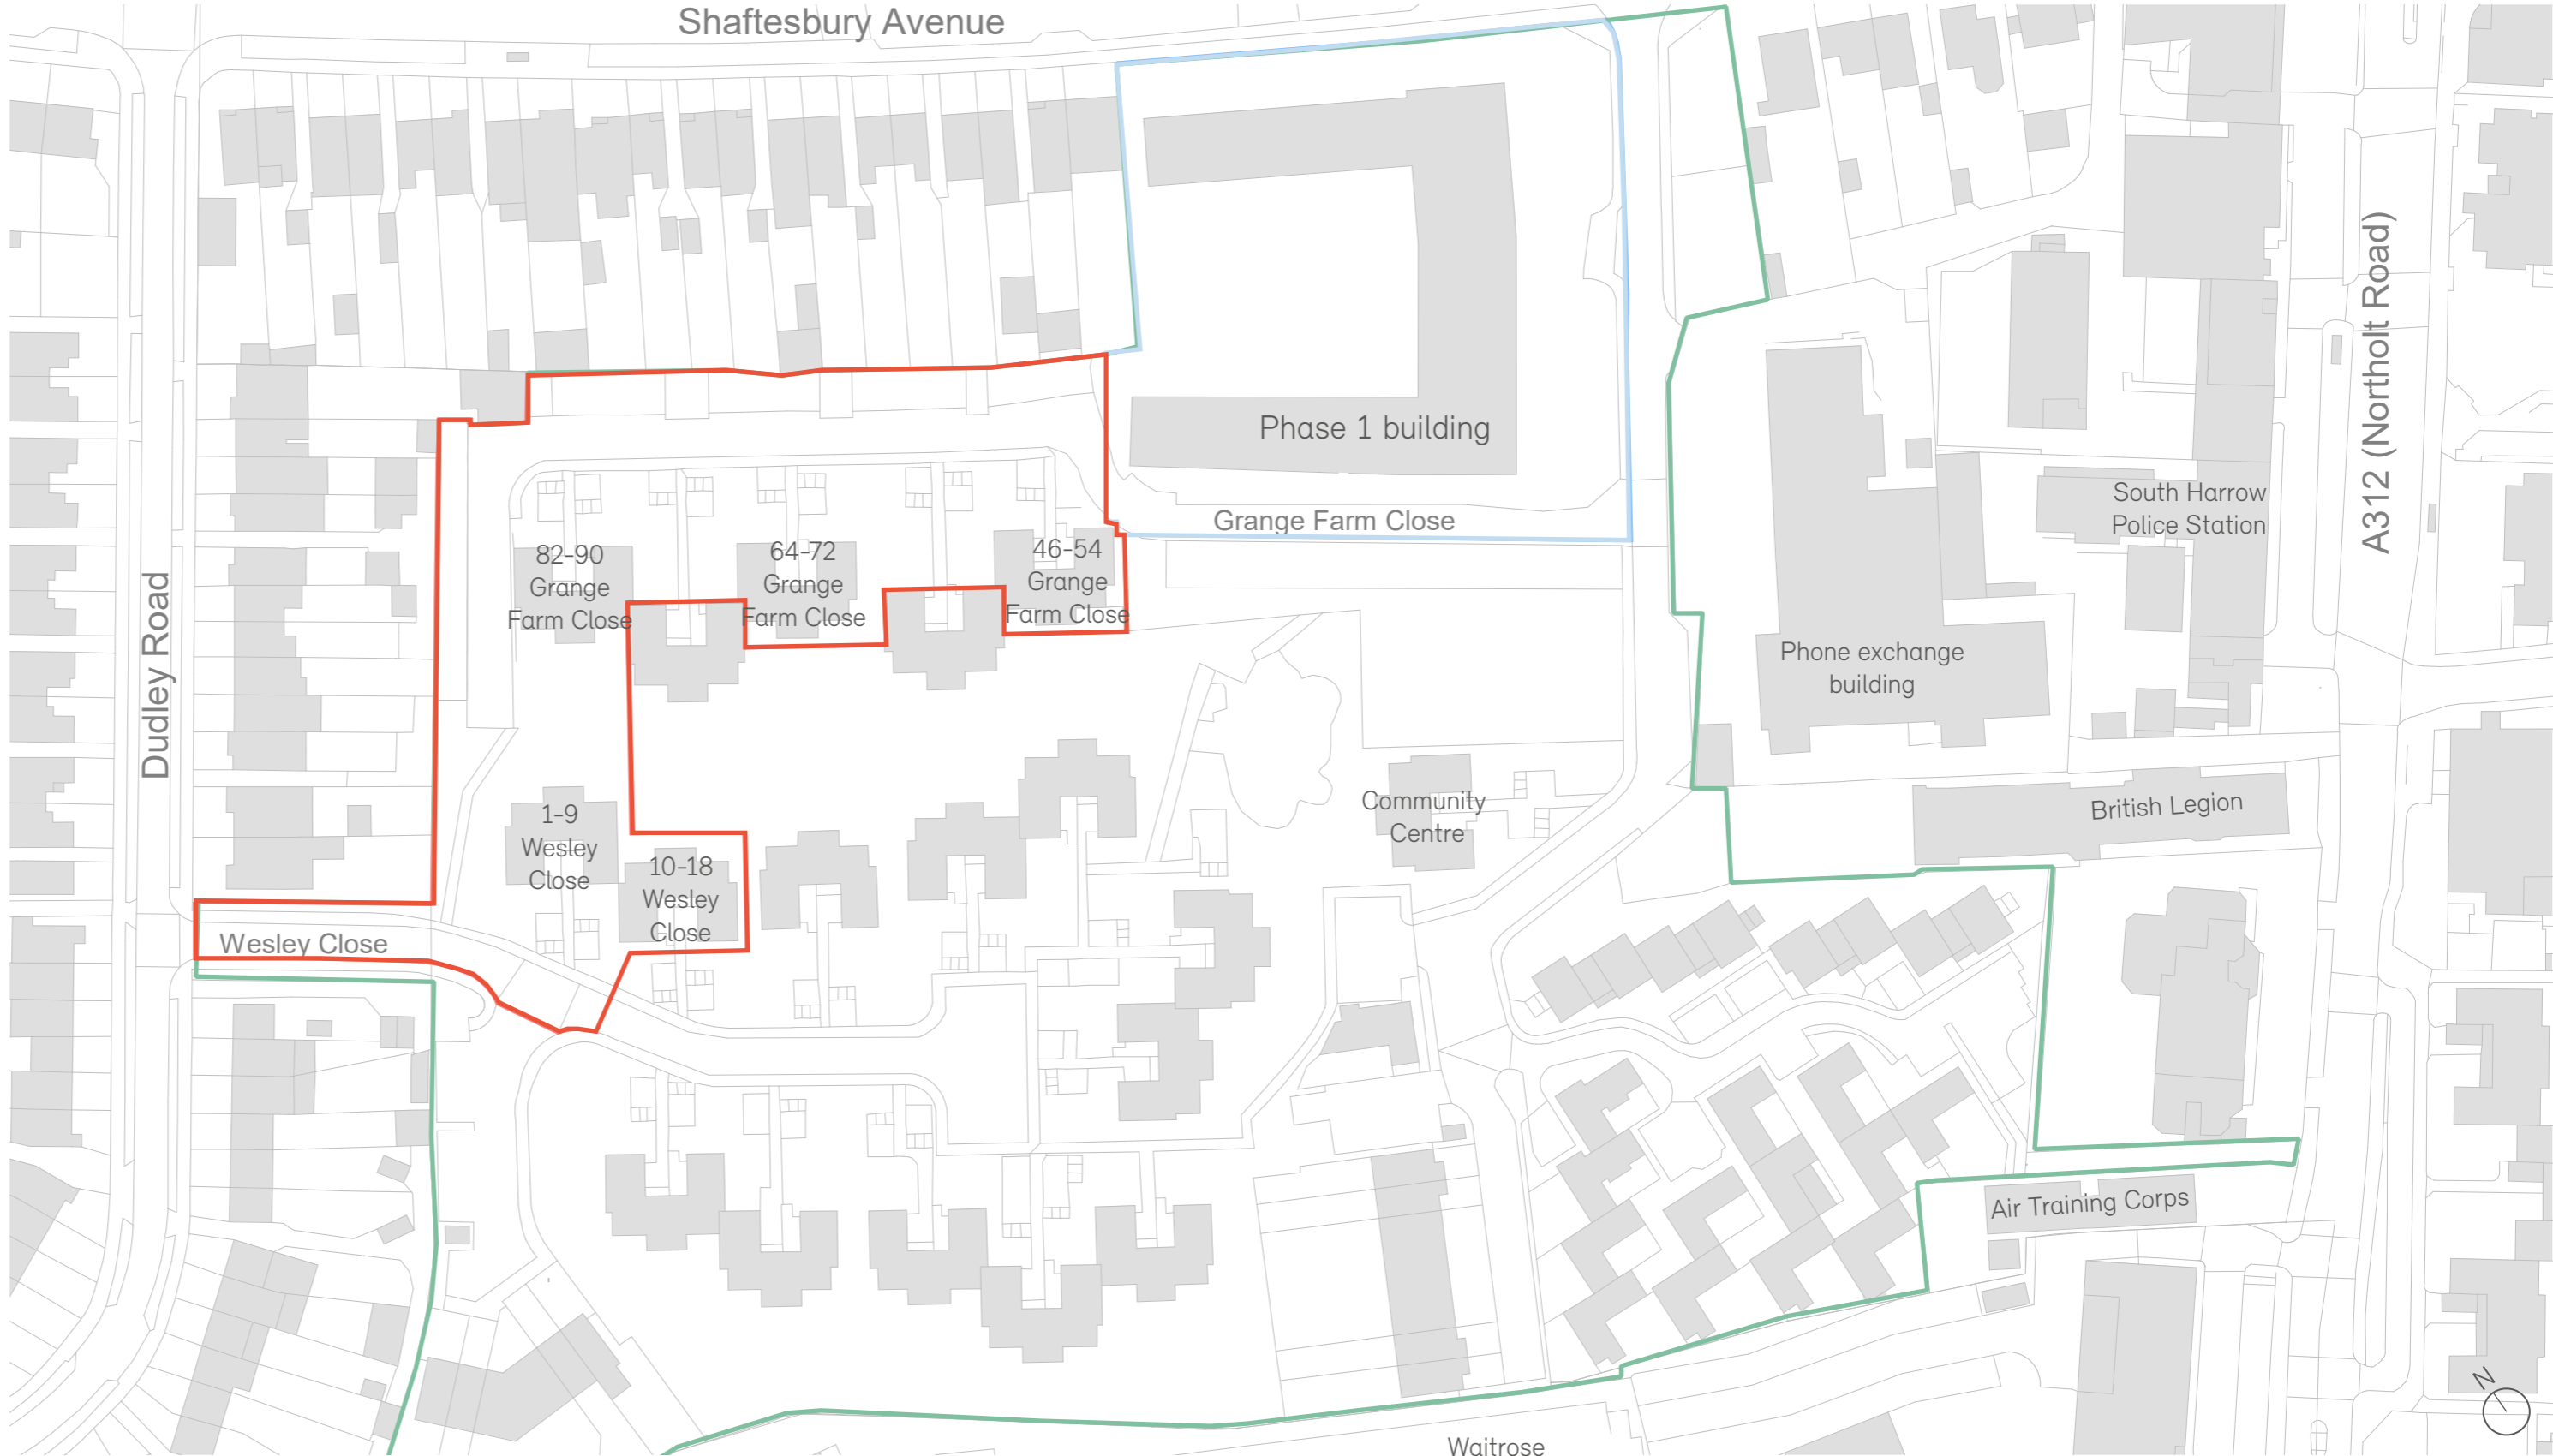 Shaftesbury Avenue
A312 (Northolt Road)
Phase 1 building
South Harrow
Police Station
Grange Farm Close
82-90
Grange
Farm Close
64-72
Grange
Farm Close
46-54
Grange
Farm Close
Dudley Road
Phone exchange
building
1-9
Wesley
Close
10-18
Wesley
Close
Community
Centre
British Legion
Wesley Close
Air Training Corps
N
Waitrose